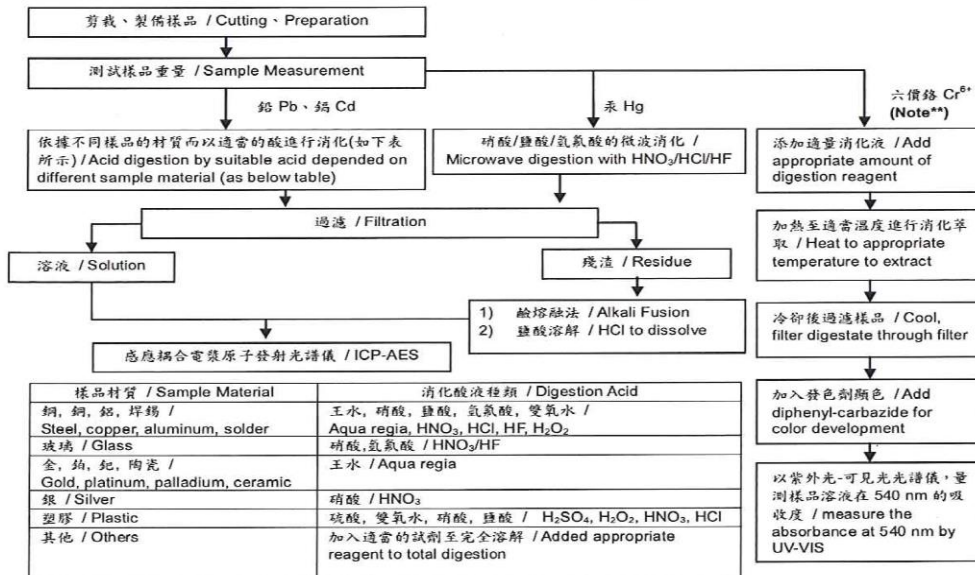 剪裁、製備樣品 / Cutting、Preparation
測試樣品重量 / Sample Measurement
鉛 Pb、鎘 Cd
汞 Hg
六價鉻 Cr⁶⁺
(Note**)
依據不同樣品的材質而以適當的酸進行消化(如下表
所示) / Acid digestion by suitable acid depended on
different sample material (as below table)
硝酸/鹽酸/氫氟酸的微波消化 /
Microwave digestion with HNO₃/HCl/HF
添加適量消化液 / Add
appropriate amount of
digestion reagent
過濾 / Filtration
加熱至適當溫度進行消化萃
取 / Heat to appropriate
temperature to extract
溶液 / Solution
殘渣 / Residue
1) 鹼熔融法 / Alkali Fusion
2) 鹽酸溶解 / HCl to dissolve
冷卻後過濾樣品 / Cool,
filter digestate through filter
感應耦合電漿原子發射光譜儀 / ICP-AES
加入發色劑顯色 / Add
diphenyl-carbazide for
color development
以紫外光-可見光光譜儀，量
測樣品溶液在 540 nm 的吸
收度 / measure the
absorbance at 540 nm by
UV-VIS
樣品材質 / Sample Material
消化酸液種類 / Digestion Acid
鋼, 銅, 鋁, 焊錫 /
Steel, copper, aluminum, solder
王水, 硝酸, 鹽酸, 氫氟酸, 雙氧水 /
Aqua regia, HNO₃, HCl, HF, H₂O₂
玻璃 / Glass
硝酸,氫氟酸 / HNO₃/HF
金, 鉑, 鈀, 陶瓷 /
Gold, platinum, palladium, ceramic
王水 / Aqua regia
銀 / Silver
硝酸 / HNO₃
塑膠 / Plastic
硫酸, 雙氧水, 硝酸, 鹽酸 / H₂SO₄, H₂O₂, HNO₃, HCl
其他 / Others
加入適當的試劑至完全溶解 / Added appropriate
reagent to total digestion